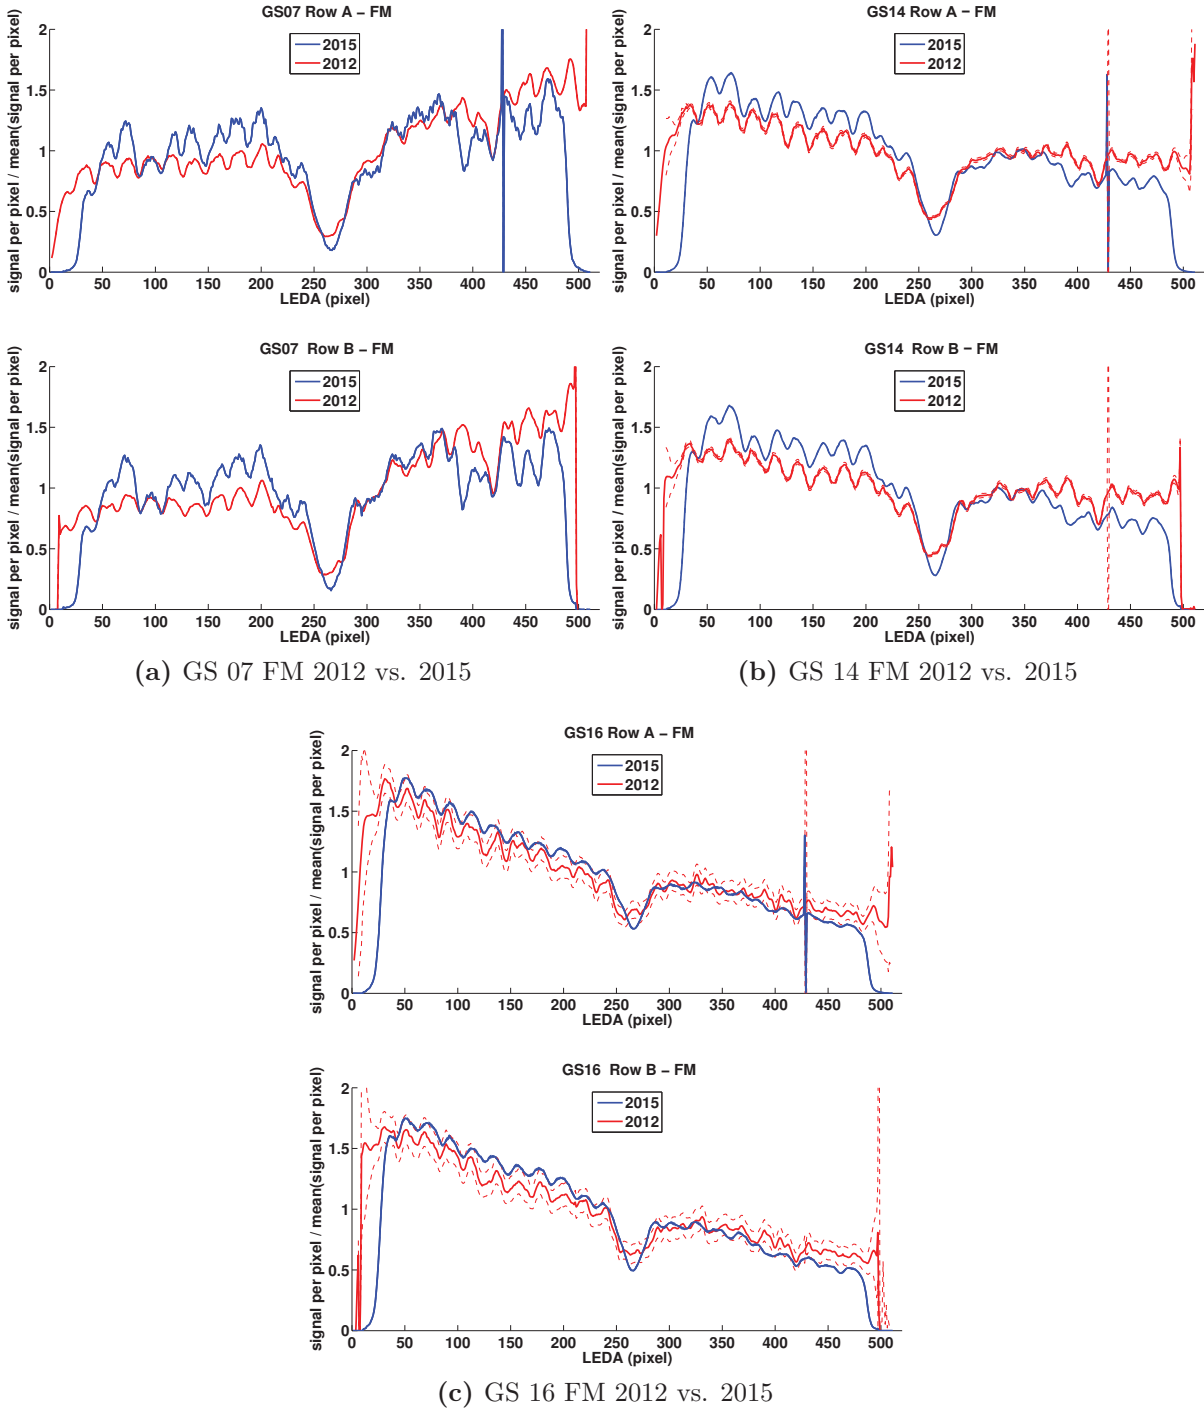 GS07 Row A – FM
signal per pixel / mean(signal per pixel)
2
1.5
1
0.5
0
2015
2012
0 50 100 150 200 250 300 350 400 450 500
LEDA (pixel)
GS14 Row A – FM
signal per pixel / mean(signal per pixel)
2
1.5
1
0.5
0
2015
2012
0 50 100 150 200 250 300 350 400 450 500
LEDA (pixel)
GS07 Row B – FM
signal per pixel / mean(signal per pixel)
2
1.5
1
0.5
0
2015
2012
0 50 100 150 200 250 300 350 400 450 500
LEDA (pixel)
GS14 Row B – FM
signal per pixel / mean(signal per pixel)
2
1.5
1
0.5
0
2015
2012
0 50 100 150 200 250 300 350 400 450 500
LEDA (pixel)
(a) GS 07 FM 2012 vs. 2015
(b) GS 14 FM 2012 vs. 2015
GS16 Row A – FM
signal per pixel / mean(signal per pixel)
2
1.5
1
0.5
0
2015
2012
0 50 100 150 200 250 300 350 400 450 500
LEDA (pixel)
GS16 Row B – FM
signal per pixel / mean(signal per pixel)
2
1.5
1
0.5
0
2015
2012
0 50 100 150 200 250 300 350 400 450 500
LEDA (pixel)
(c) GS 16 FM 2012 vs. 2015